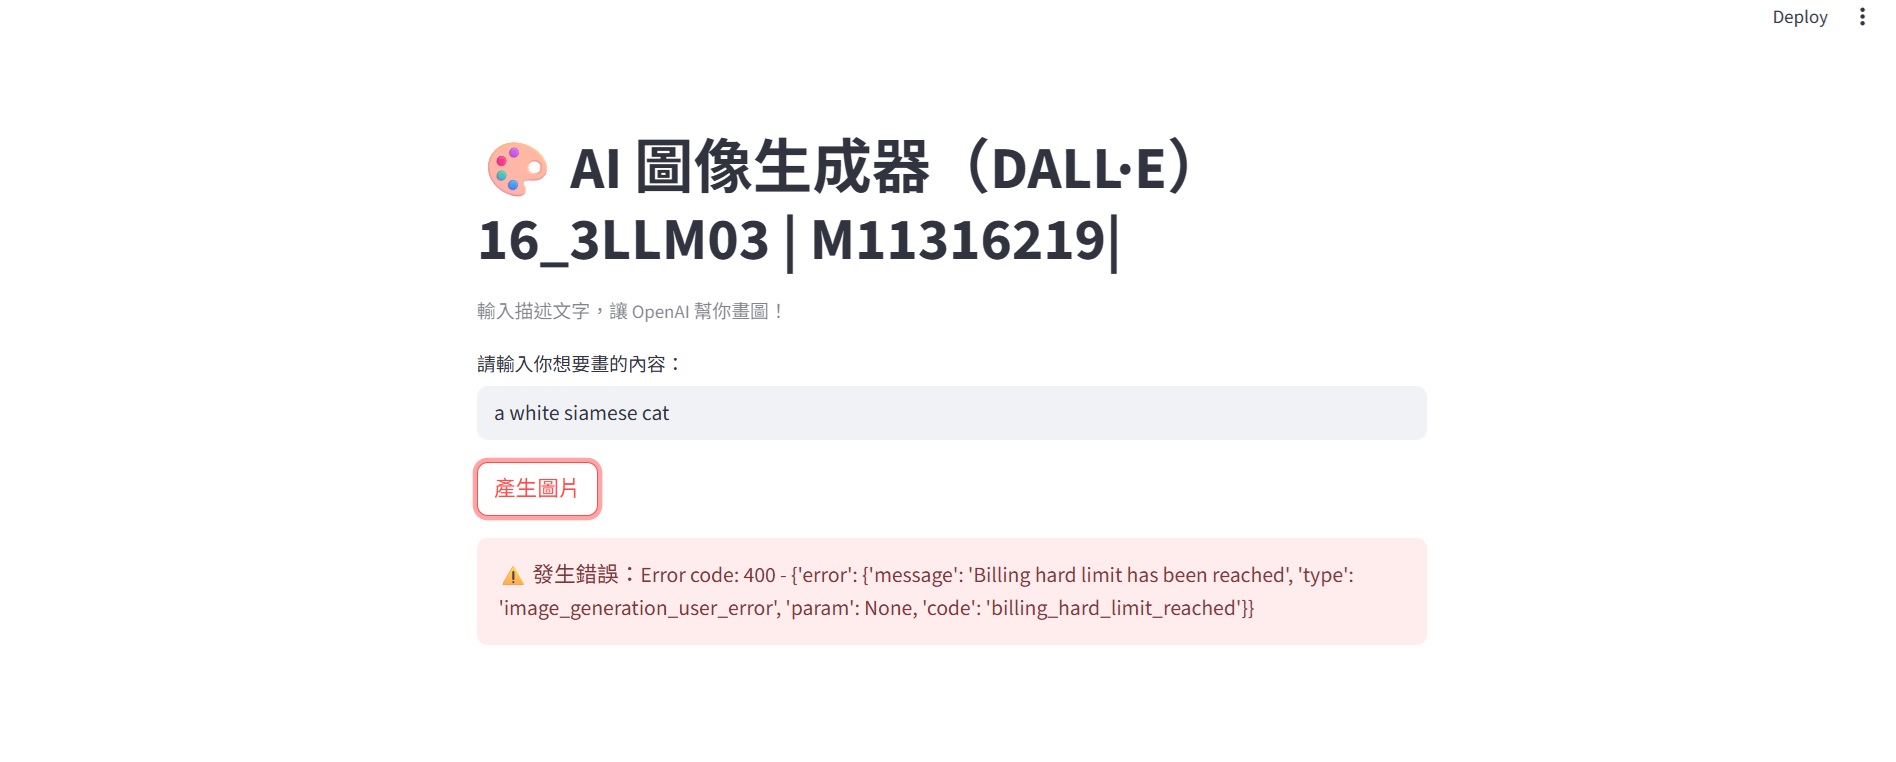 Deploy
🎨 AI 圖像生成器（DALL·E）
16_3LLM03 | M11316219|
輸入描述文字，讓 OpenAI 幫你畫圖！
請輸入你想要畫的內容：
a white siamese cat
產生圖片
⚠️ 發生錯誤：Error code: 400 - {'error': {'message': 'Billing hard limit has been reached', 'type':
'image_generation_user_error', 'param': None, 'code': 'billing_hard_limit_reached'}}